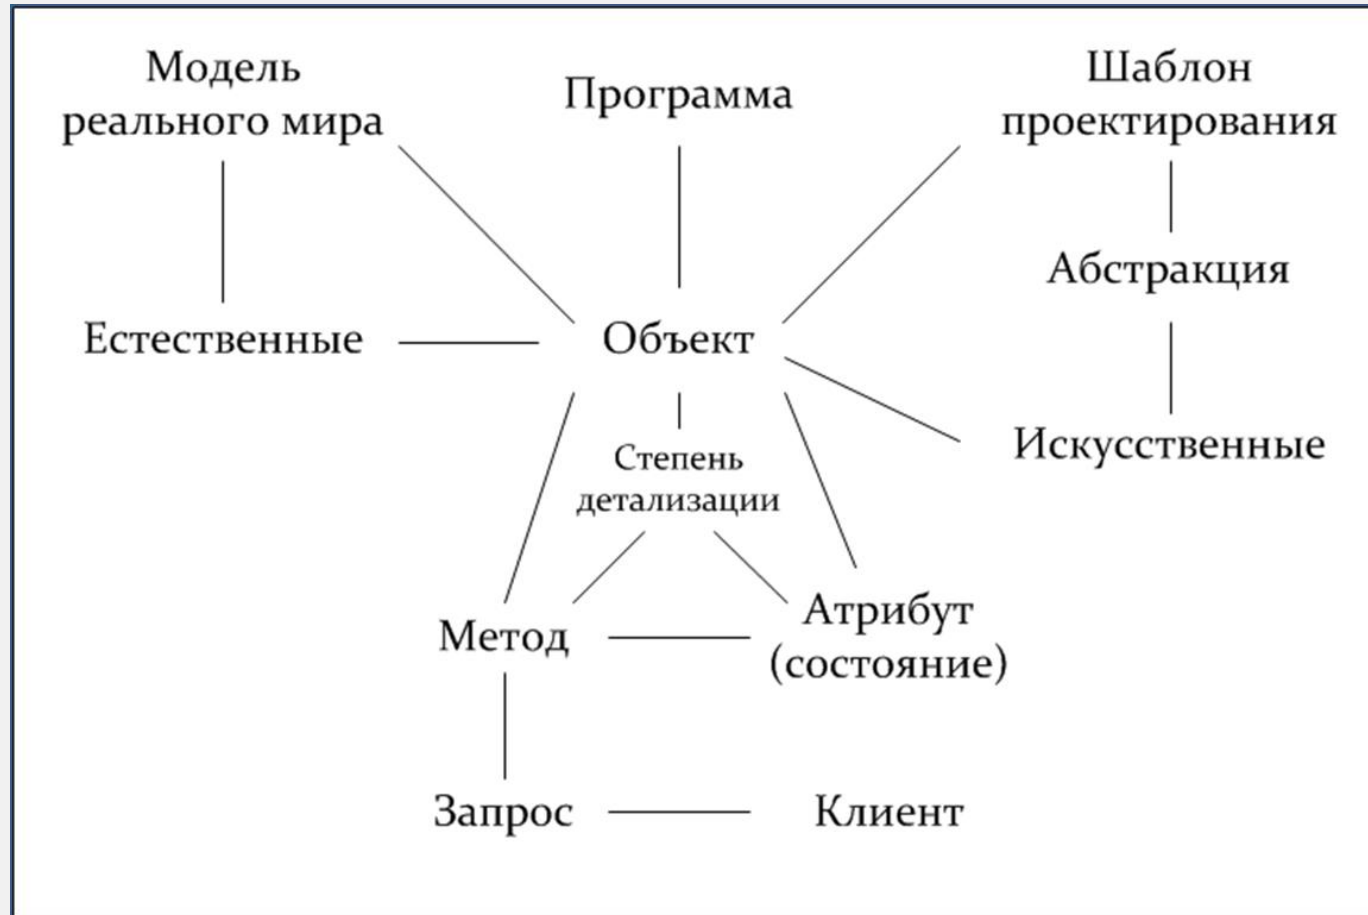 Модель
реального мира
Программа
Шаблон
проектирования
Абстракция
Естественные
Объект
Искусственные
Степень
детализации
Метод
Атрибут
(состояние)
Запрос
Клиент